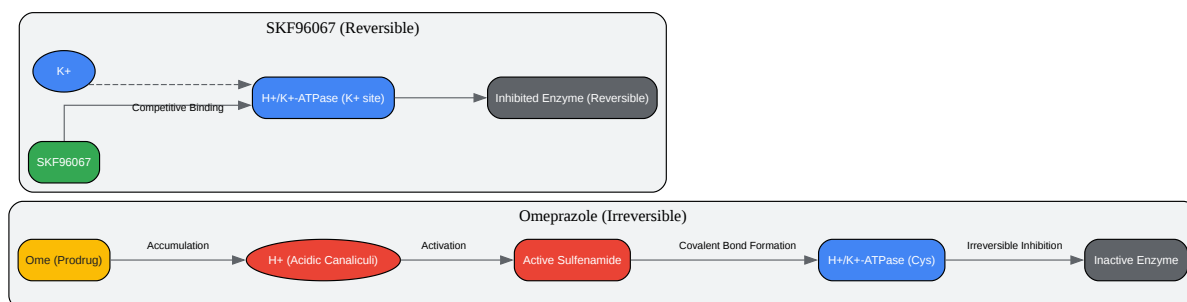 SKF96067 (Reversible)
K+
H+/K+-ATPase (K+ site)
Inhibited Enzyme (Reversible)
Competitive Binding
SKF96067
Omeprazole (Irreversible)
Accumulation
Activation
Covalent Bond Formation
Irreversible Inhibition
Ome (Prodrug)
H+ (Acidic Canaliculi)
Active Sulfenamide
H+/K+-ATPase (Cys)
Inactive Enzyme